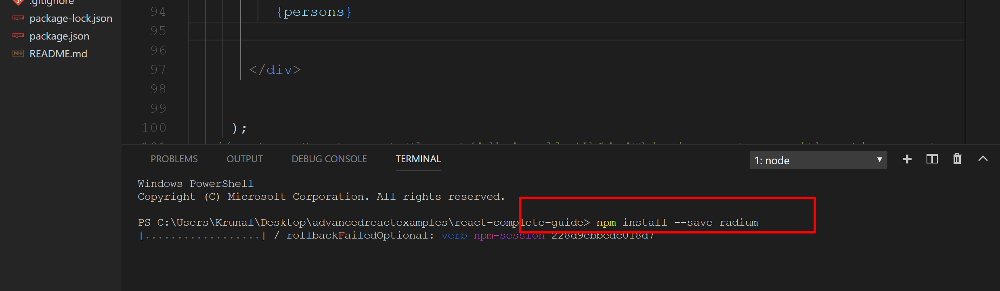 .gitignore
package-lock.json
package.json
README.md
94 {persons}
95
96
97 </div>
98
99
100 );
PROBLEMS OUTPUT DEBUG CONSOLE TERMINAL 1: node
Windows PowerShell
Copyright (C) Microsoft Corporation. All rights reserved.
PS C:\Users\Krunal\Desktop\advancedreactexamples\react-complete-guide> npm install --save radium
[..................] / rollbackFailedOptional: verb npm-session 228d9ebbedc018d7